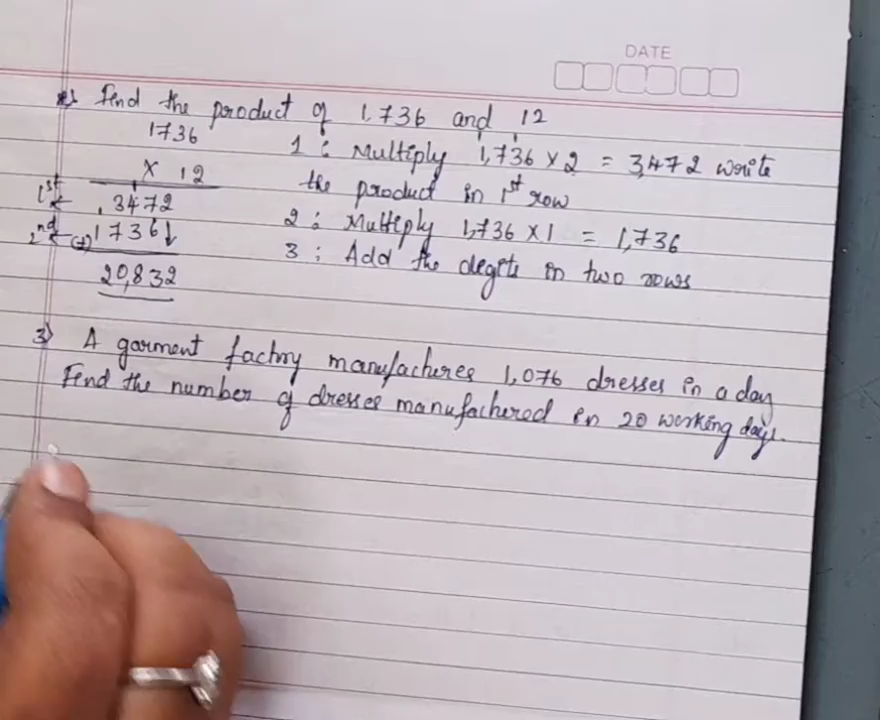 DATE
Find the product of 1,736 and 12
1736
× 12
1st ← 3472
2nd ← (+) 1736↓
20,832
1 : Multiply 1,736 × 2 = 3,472 write
the product in 1st row
2 : Multiply 1,736 × 1 = 1,736
3 : Add the degits in two rows
3) A garment factory manufactures 1,076 dresses in a day
Find the number of dresses manufactured in 20 working days.